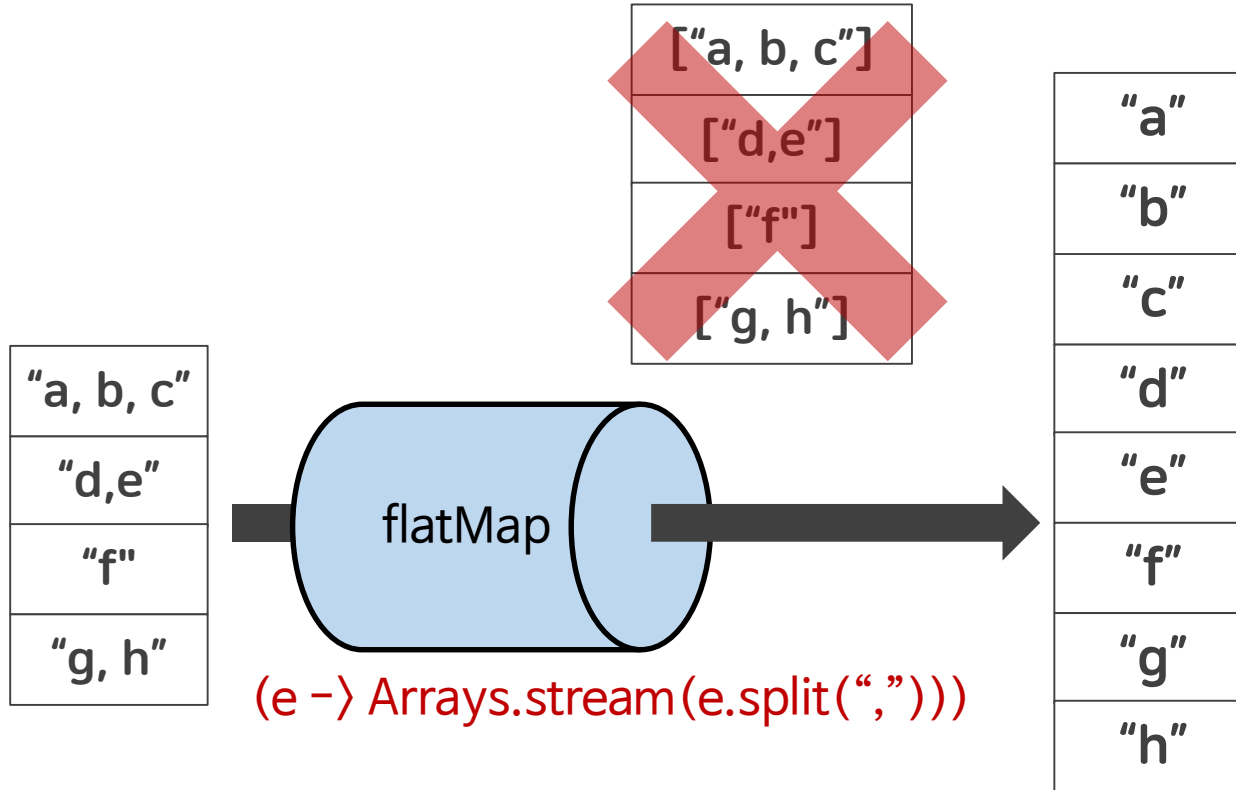 [“a, b, c”]
[“d,e”]
[“f"]
[“g, h”]
“a, b, c”
“d,e”
“f"
“g, h”
flatMap
(e -> Arrays.stream(e.split(“,”)))
“a”
“b”
“c”
“d”
“e”
“f”
“g”
“h”